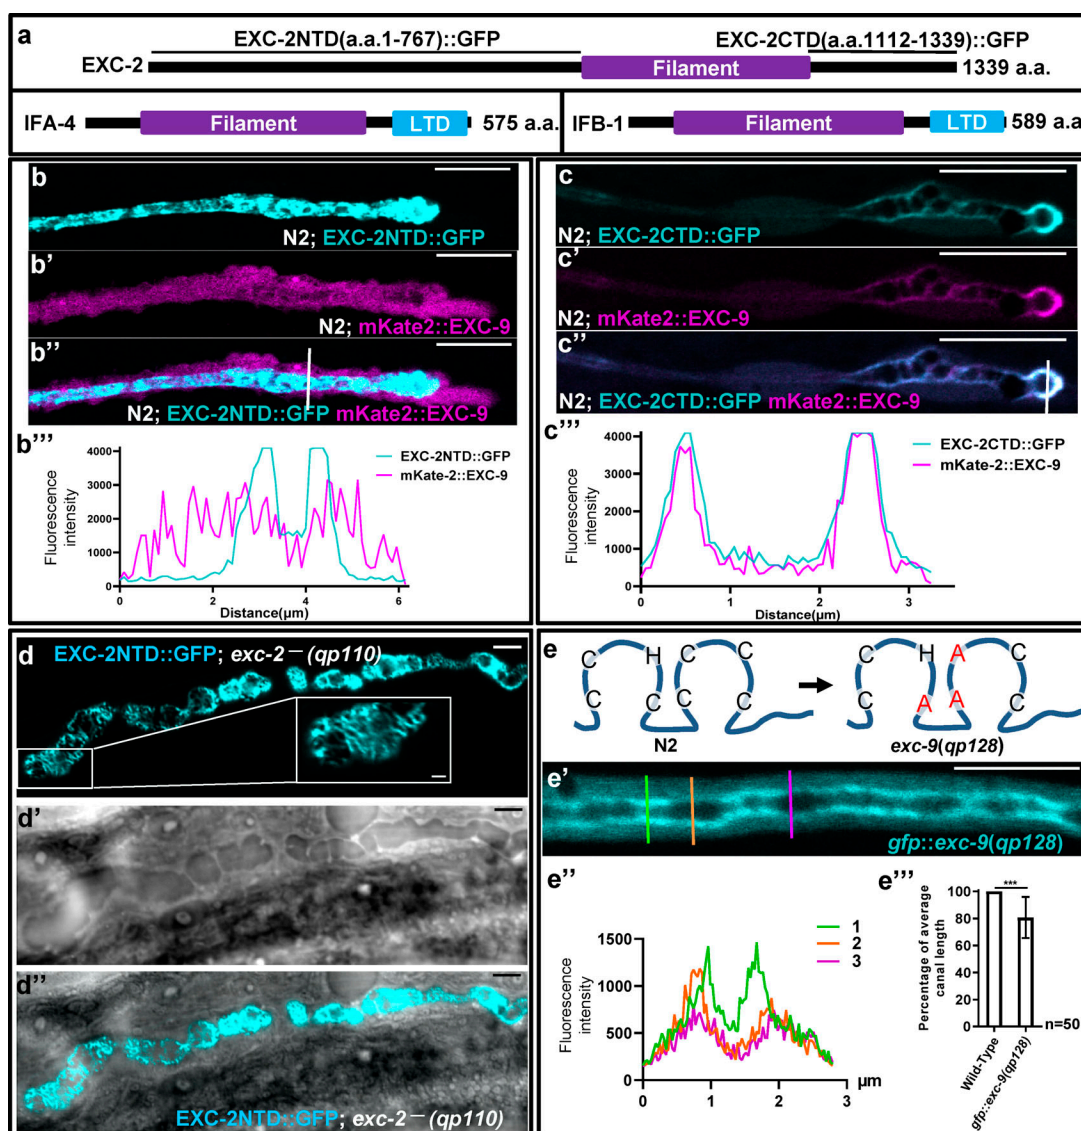 a
EXC-2NTD(a.a.1-767)::GFP
EXC-2CTD(a.a.1112-1339)::GFP
EXC-2 Filament 1339 a.a.
IFA-4 Filament LTD 575 a.a.
IFB-1 Filament LTD 589 a.a
b
N2; EXC-2NTD::GFP
b'
N2; mKate2::EXC-9
b''
N2; EXC-2NTD::GFP mKate2::EXC-9
b'''
EXC-2NTD::GFP
mKate-2::EXC-9
Fluorescence
intensity
4000
3000
2000
1000
0
0 2 4 6
Distance(µm)
c
N2; EXC-2CTD::GFP
c'
N2; mKate2::EXC-9
c''
N2; EXC-2CTD::GFP mKate2::EXC-9
c'''
EXC-2CTD::GFP
mKate-2::EXC-9
Fluorescence
intensity
4000
3000
2000
1000
0
0 1 2 3
Distance(µm)
d
EXC-2NTD::GFP; exc-2—(qp110)
d'
d''
EXC-2NTD::GFP; exc-2—(qp110)
e
C H C C
C C C C
N2
C H A C
C A A C
exc-9(qp128)
e'
gfp::exc-9(qp128)
e''
1
2
3
Fluorescence
intensity
1500
1000
500
0
0 1 2 3
µm
e'''
***
Percentage of average
canal length
100
80
60
40
20
0
n=50
Wild-Type
gfp::exc-9(qp128)